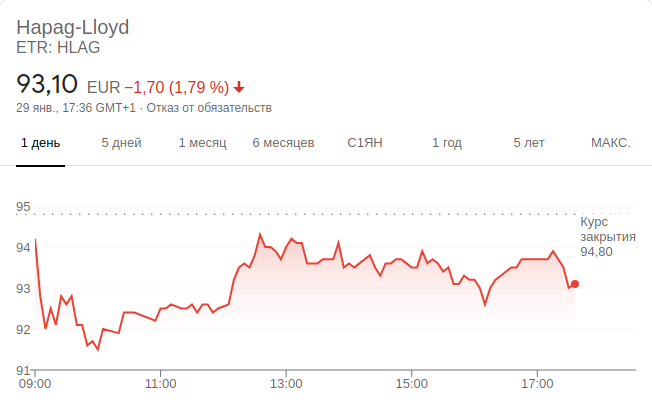 Hapag-Lloyd
ETR: HLAG
93,10 EUR −1,70 (1,79 %)
29 янв., 17:36 GMT+1 · Отказ от обязательств
1 день 5 дней 1 месяц 6 месяцев С1ЯН 1 год 5 лет МАКС.
95
Курс
закрытия
94,80
94
93
92
91
09:00 11:00 13:00 15:00 17:00